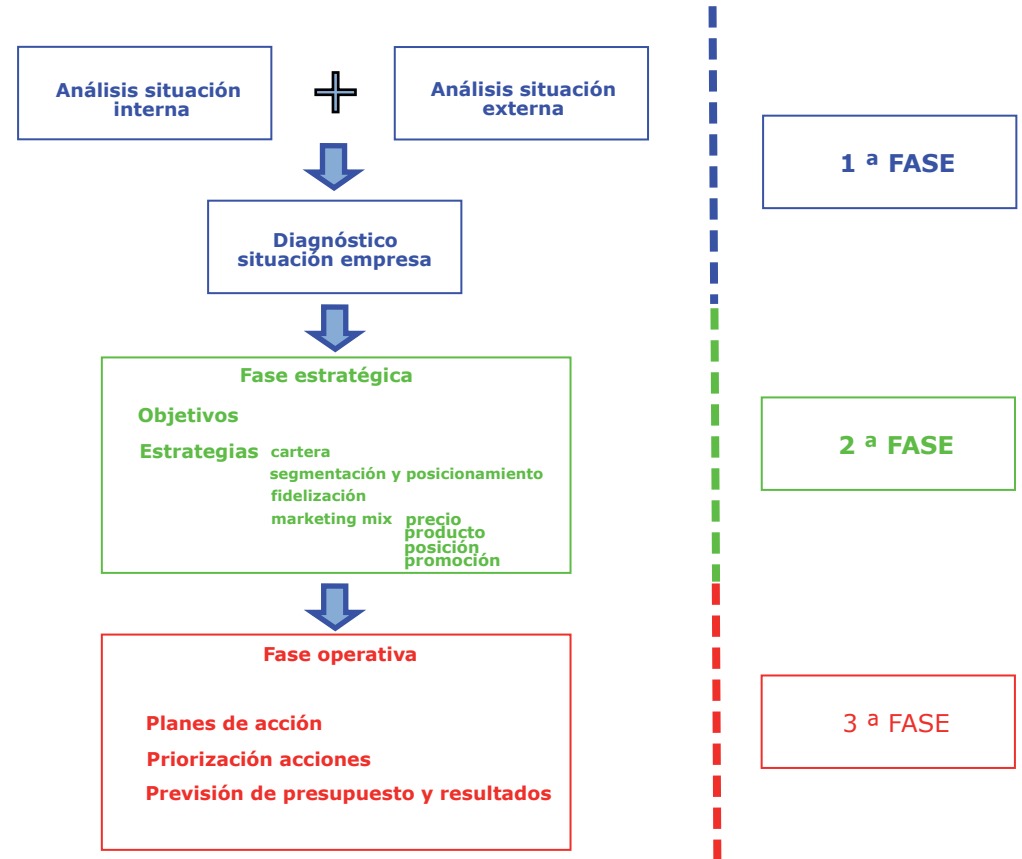 Análisis situación
interna
Análisis situación
externa
1 ª FASE
Diagnóstico
situación empresa
Fase estratégica
Objetivos
Estrategias cartera
segmentación y posicionamiento
fidelización
marketing mix precio
producto
posición
promoción
2 ª FASE
Fase operativa
Planes de acción
Priorización acciones
Previsión de presupuesto y resultados
3 ª FASE